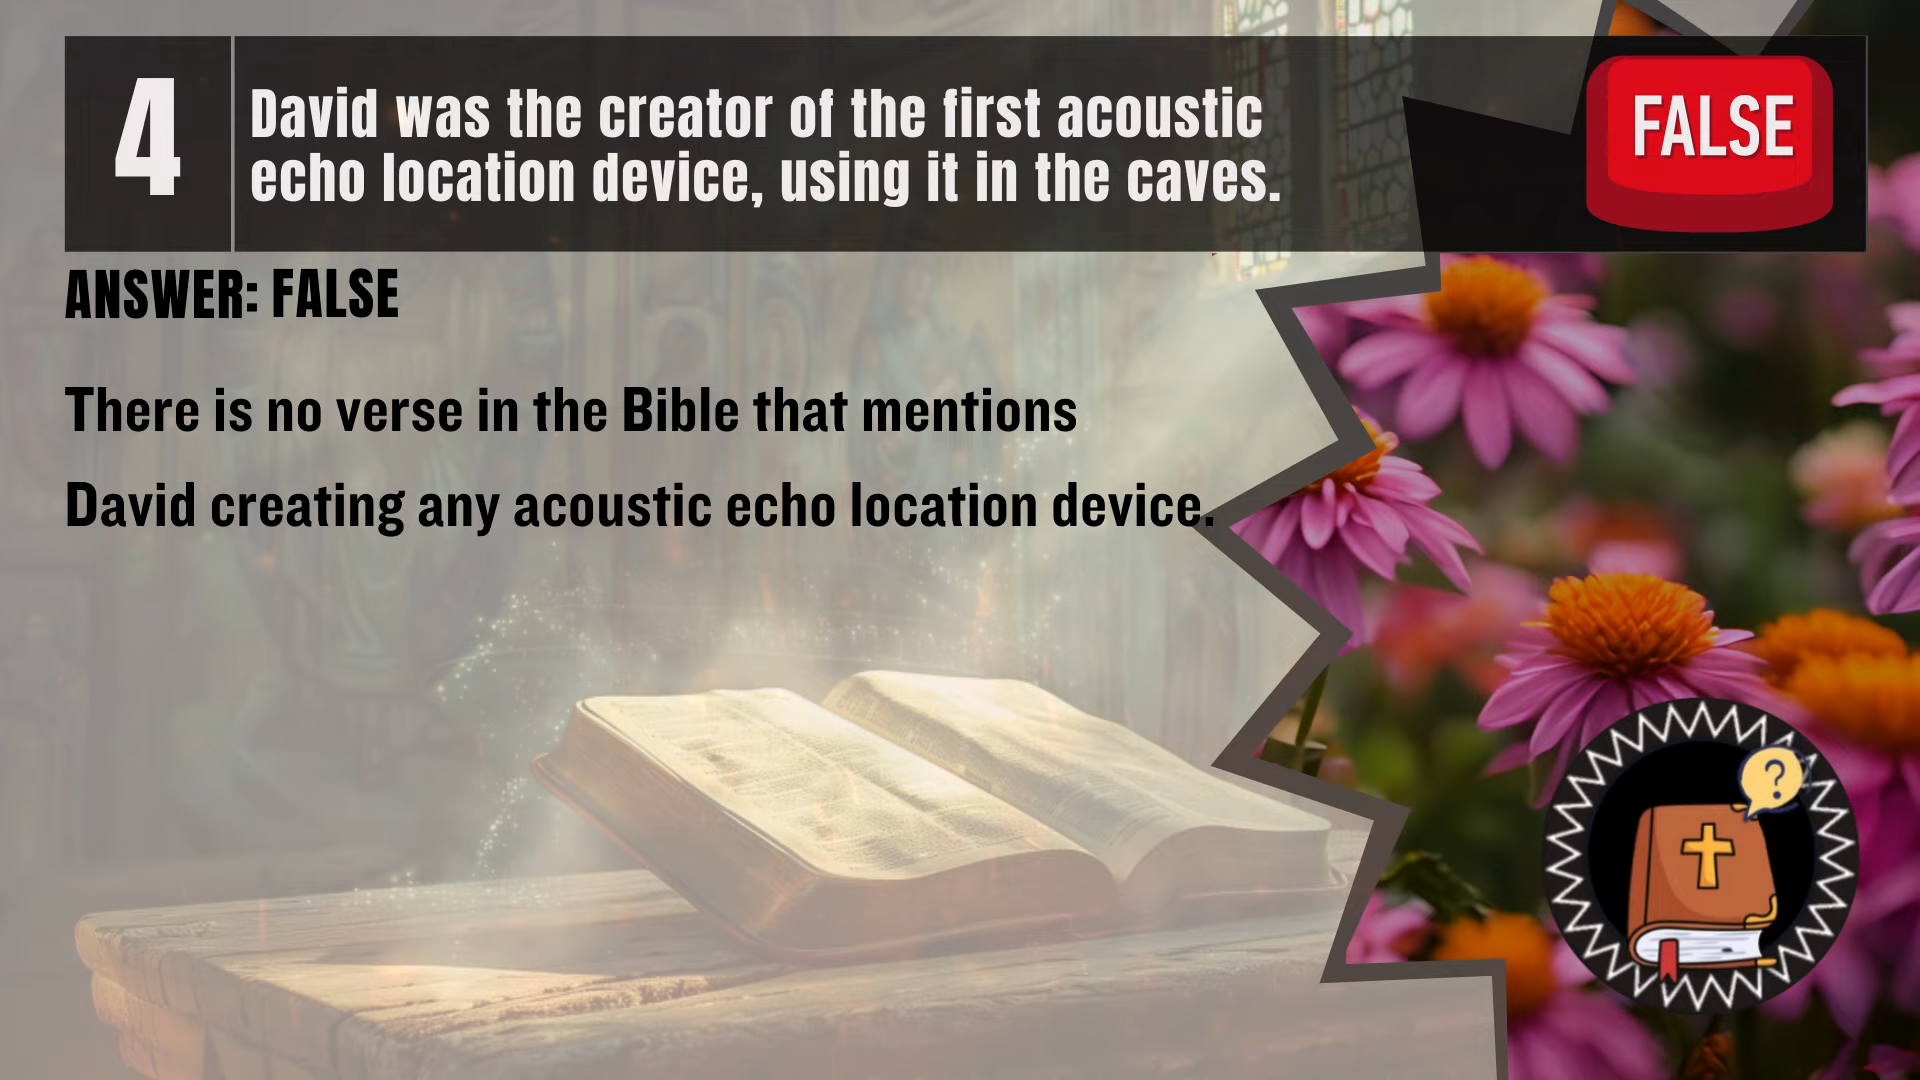 4
David was the creator of the first acoustic
echo location device, using it in the caves.
FALSE
ANSWER: FALSE
There is no verse in the Bible that mentions
David creating any acoustic echo location device.
?